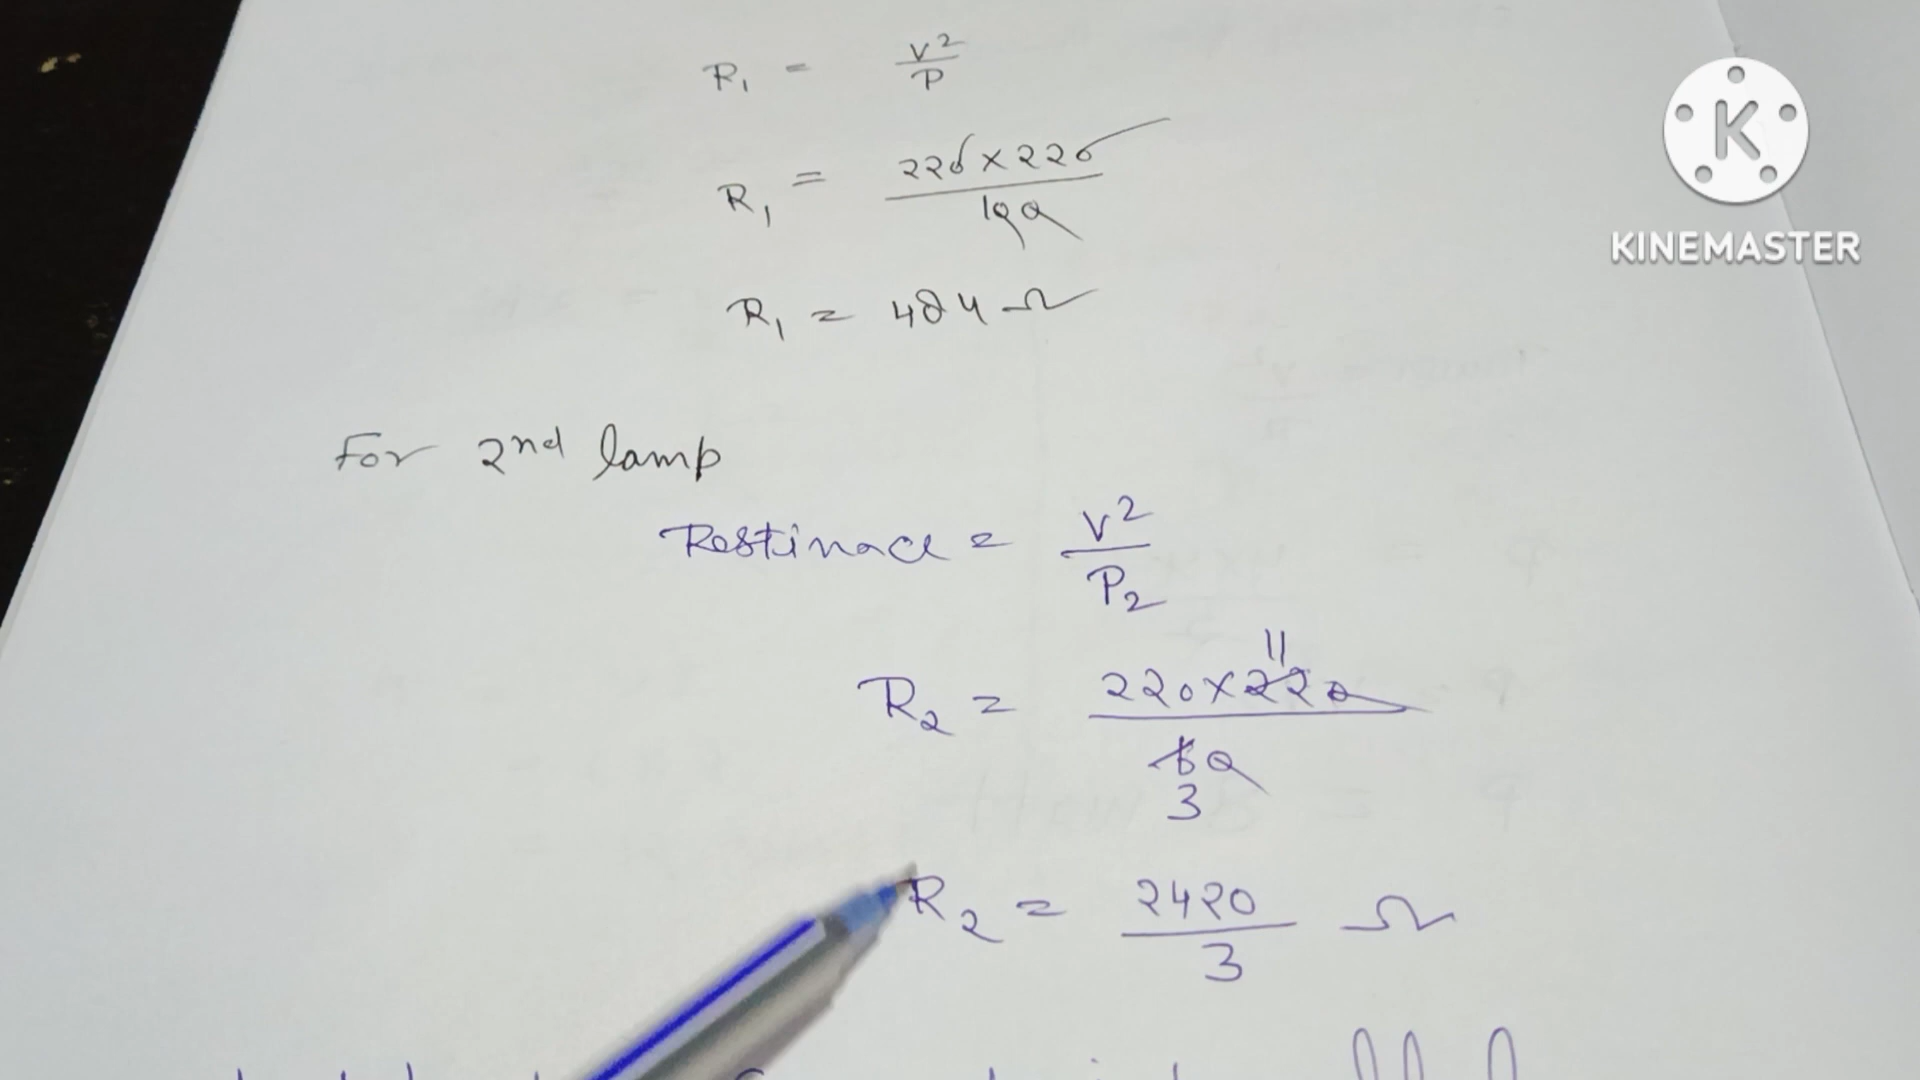 R₁ = V²/P
R₁ = 220 × 220 / 100
R₁ = 484 Ω
K
KINEMASTER
For 2nd lamp
Restinace = V²/P₂
R₂ = 220 × 220 / 60
11
3
R₂ = 2420/3 Ω